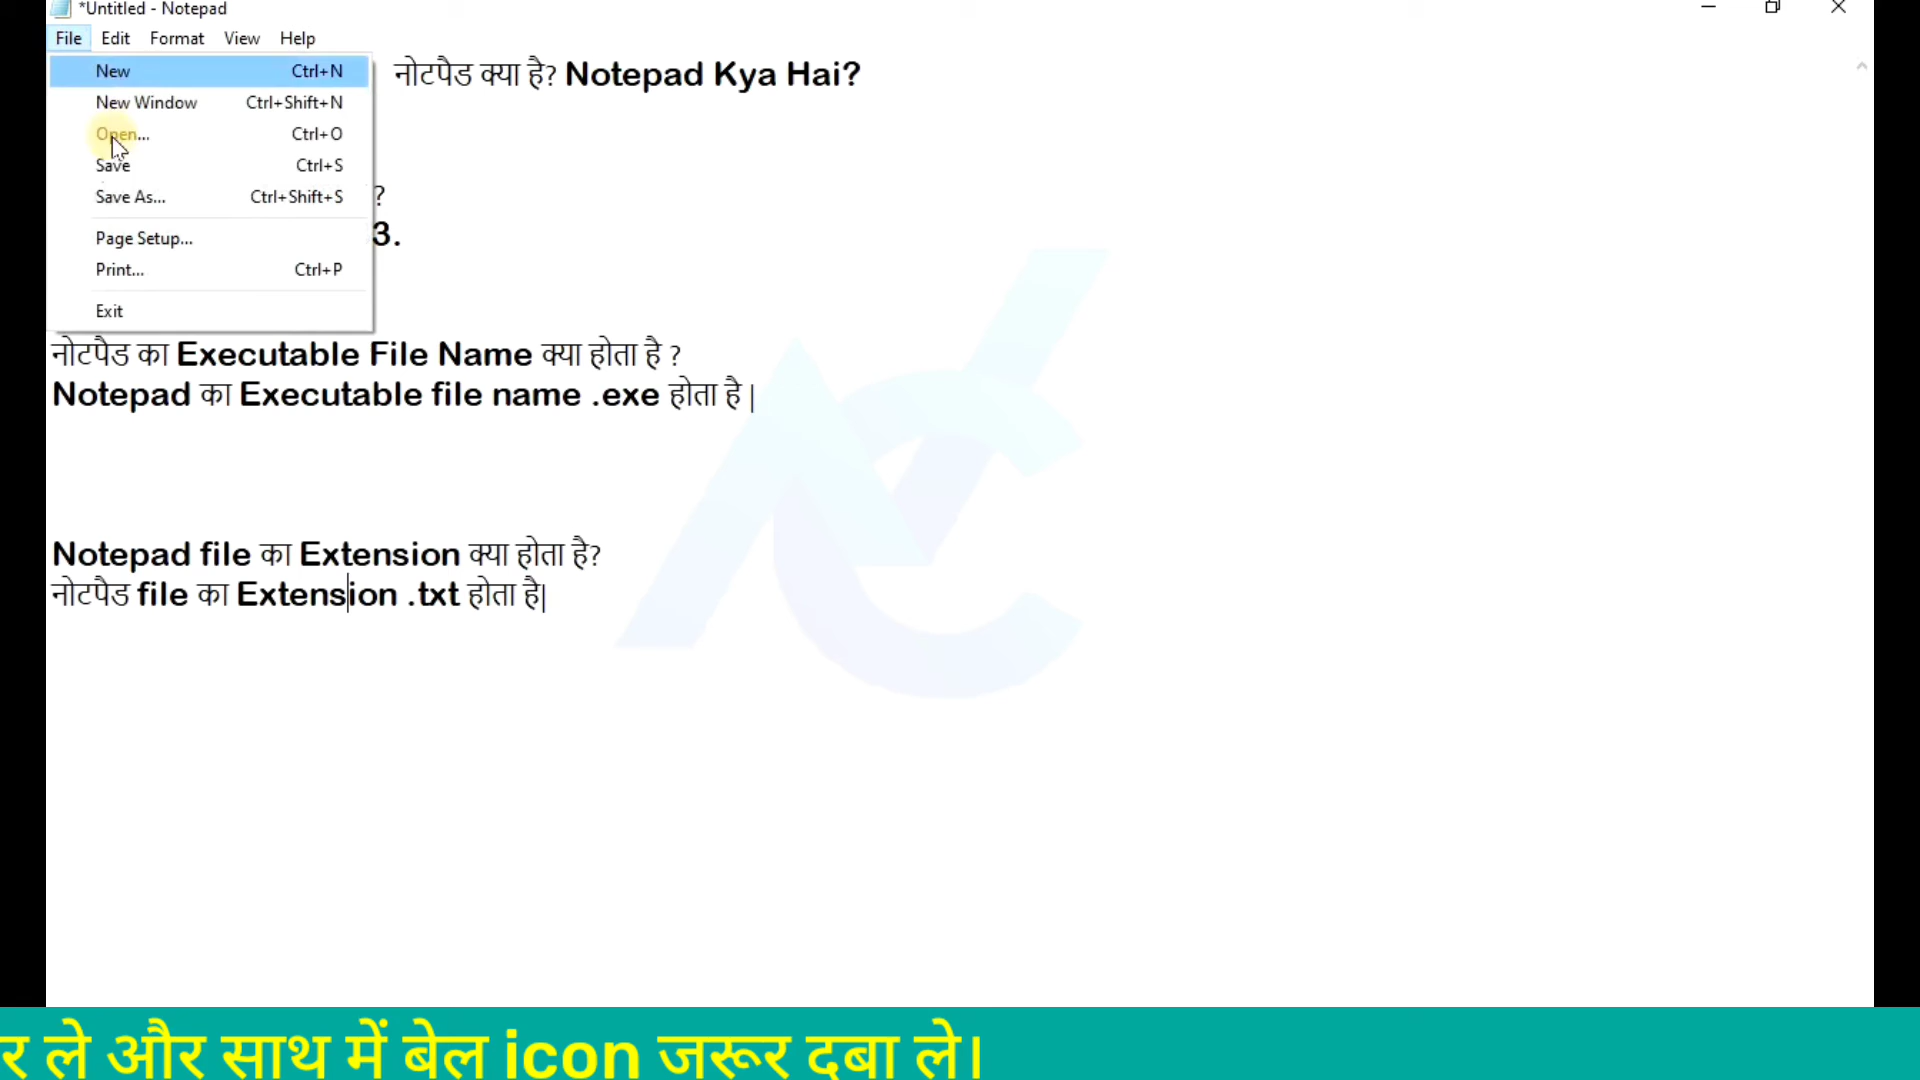 *Untitled - Notepad
File Edit Format View Help
New Ctrl+N
New Window Ctrl+Shift+N
Open... Ctrl+O
Save Ctrl+S
Save As... Ctrl+Shift+S
Page Setup...
Print... Ctrl+P
Exit
नोटपैड क्या है? Notepad Kya Hai?
?
3.
नोटपैड का Executable File Name क्या होता है ?
Notepad का Executable file name .exe होता है |
Notepad file का Extension क्या होता है?
नोटपैड file का Extension .txt होता है|
र ले और साथ में बेल icon जरूर दबा ले।